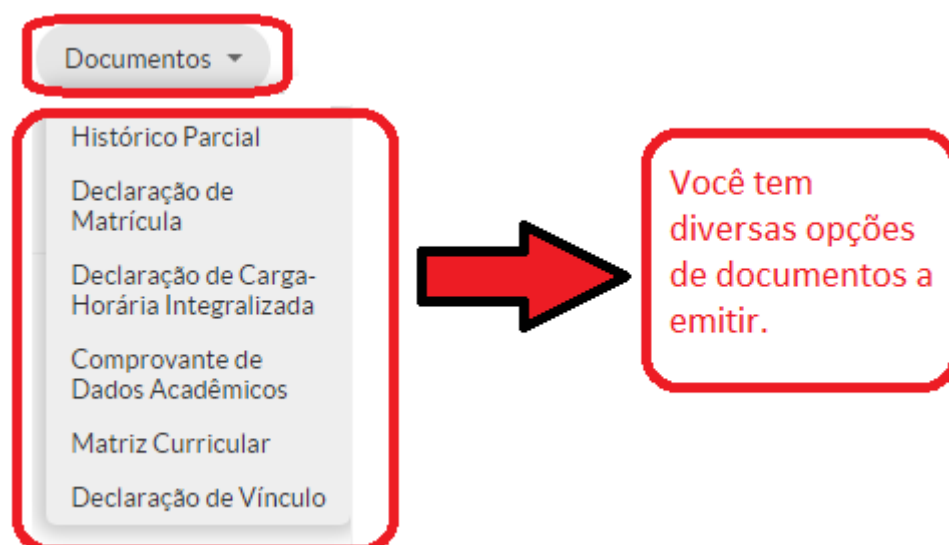 Documentos
Histórico Parcial
Declaração de
Matrícula
Declaração de Carga-
Horária Integralizada
Comprovante de
Dados Acadêmicos
Matriz Curricular
Declaração de Vínculo
Você tem
diversas opções
de documentos a
emitir.